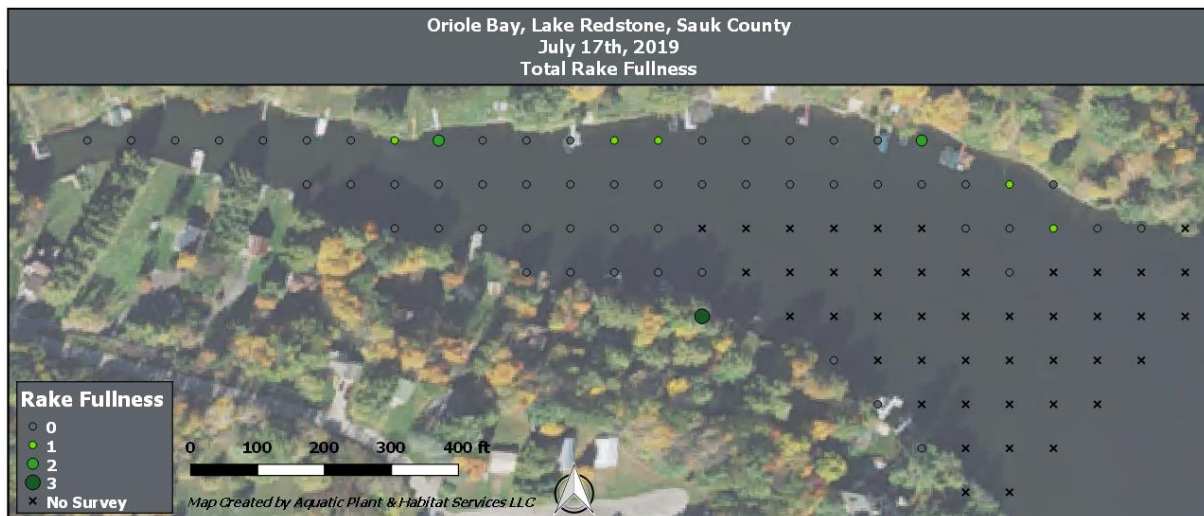 Oriole Bay, Lake Redstone, Sauk County
July 17th, 2019
Total Rake Fullness
Rake Fullness
0
1
2
3
No Survey
0 100 200 300 400 ft
Map Created by Aquatic Plant & Habitat Services LLC